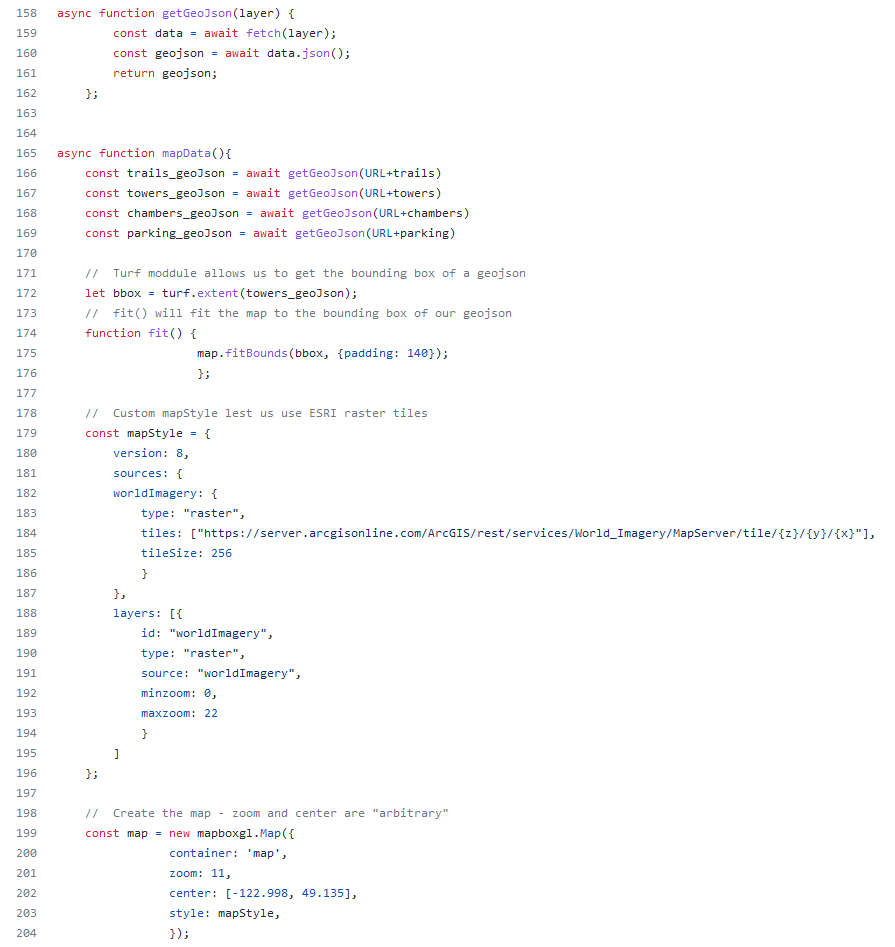 158 async function getGeoJson(layer) {
159 const data = await fetch(layer);
160 const geojson = await data.json();
161 return geojson;
162 };
163
164
165 async function mapData(){
166 const trails_geoJson = await getGeoJson(URL+trails)
167 const towers_geoJson = await getGeoJson(URL+towers)
168 const chambers_geoJson = await getGeoJson(URL+chambers)
169 const parking_geoJson = await getGeoJson(URL+parking)
170
171 //  Turf moddule allows us to get the bounding box of a geojson
172 let bbox = turf.extent(towers_geoJson);
173 //  fit() will fit the map to the bounding box of our geojson
174 function fit() {
175 map.fitBounds(bbox, {padding: 140});
176 };
177
178 //  Custom mapStyle lest us use ESRI raster tiles
179 const mapStyle = {
180 version: 8,
181 sources: {
182 worldImagery: {
183 type: "raster",
184 tiles: ["https://server.arcgisonline.com/ArcGIS/rest/services/World_Imagery/MapServer/tile/{z}/{y}/{x}"],
185 tileSize: 256
186 }
187 },
188 layers: [{
189 id: "worldImagery",
190 type: "raster",
191 source: "worldImagery",
192 minzoom: 0,
193 maxzoom: 22
194 }
195 ]
196 };
197
198 //  Create the map - zoom and center are "arbitrary"
199 const map = new mapboxgl.Map({
200 container: 'map',
201 zoom: 11,
202 center: [-122.998, 49.135],
203 style: mapStyle,
204 });